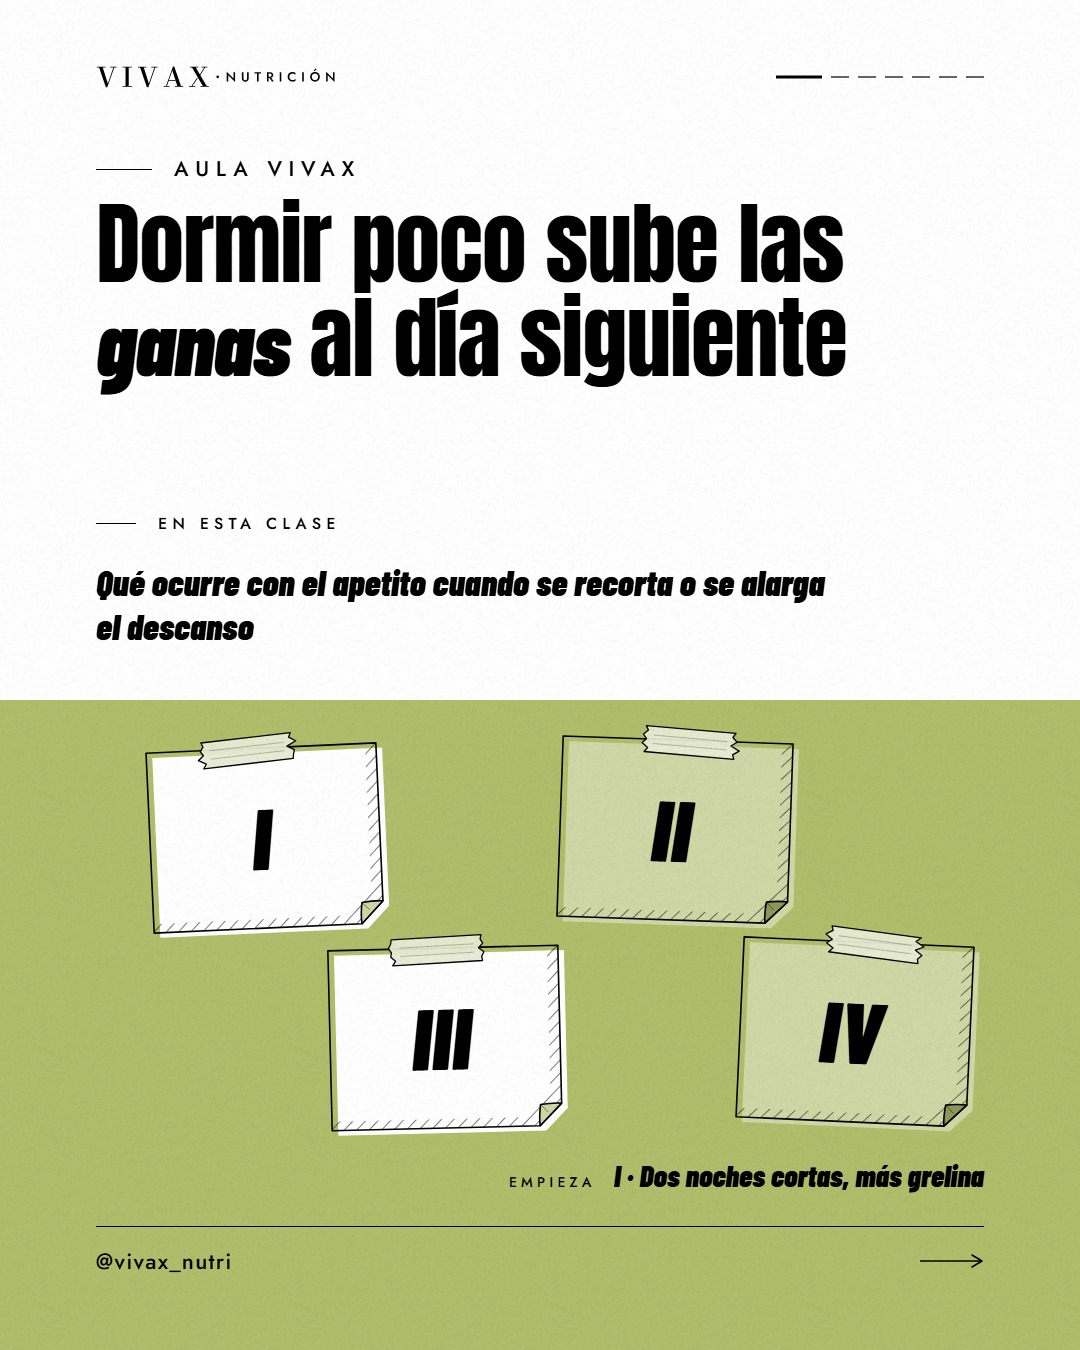 VIVAX·NUTRICIÓN
AULA VIVAX
Dormir poco sube las
ganas al día siguiente
EN ESTA CLASE
Qué ocurre con el apetito cuando se recorta o se alarga
el descanso
I
II
III
IV
EMPIEZA I · Dos noches cortas, más grelina
@vivax_nutri